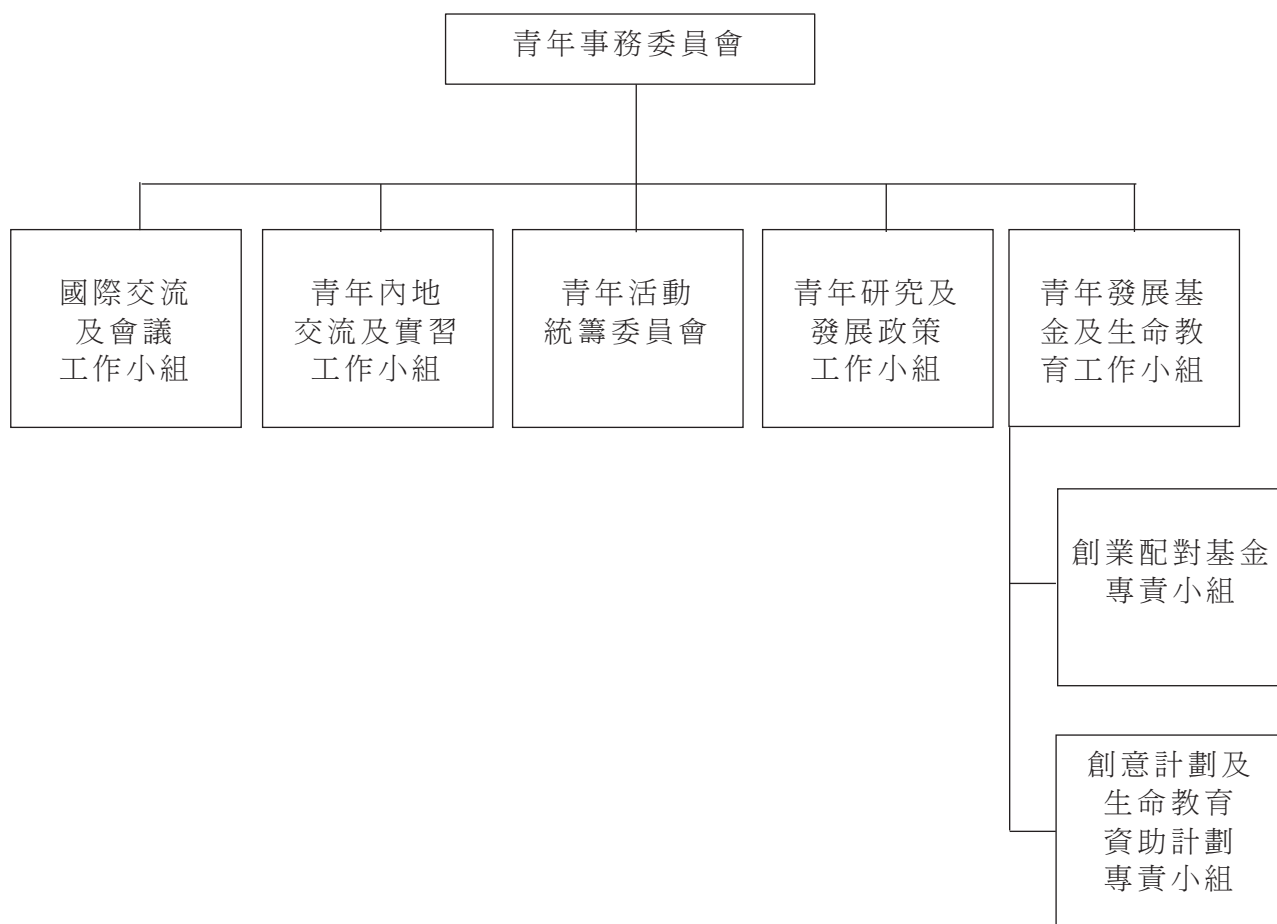 青年事務委員會
國際交流
及會議
工作小組
青年內地
交流及實習
工作小組
青年活動
統籌委員會
青年研究及
發展政策
工作小組
青年發展基
金及生命教
育工作小組
創業配對基金
專責小組
創意計劃及
生命教育
資助計劃
專責小組